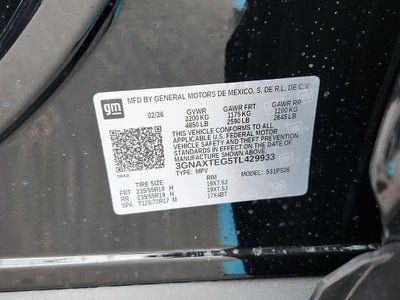 gm
MFD BY GENERAL MOTORS DE MEXICO, S. DE R.L. DE C.V.
02/26 GVWR GAWR FRT GAWR RR
2200 KG 1175 KG 1200 KG
4850 LB 2590 LB 2645 LB
THIS VEHICLE CONFORMS TO ALL
APPLICABLE U.S. FEDERAL MOTOR
VEHICLE SAFETY AND THEFT PREVENTION
STANDARDS IN EFFECT ON THE DATE OF
MANUFACTURE SHOWN ABOVE.
3GNAXTEG5TL429933
TYPE: MPV MODEL: 531PS26
TIRE SIZE RIM
FRT 235/55R19 H 19X7.5J
RR 235/55R19 H 19X7.5J
SPA T125/70R17 M 17X4BT